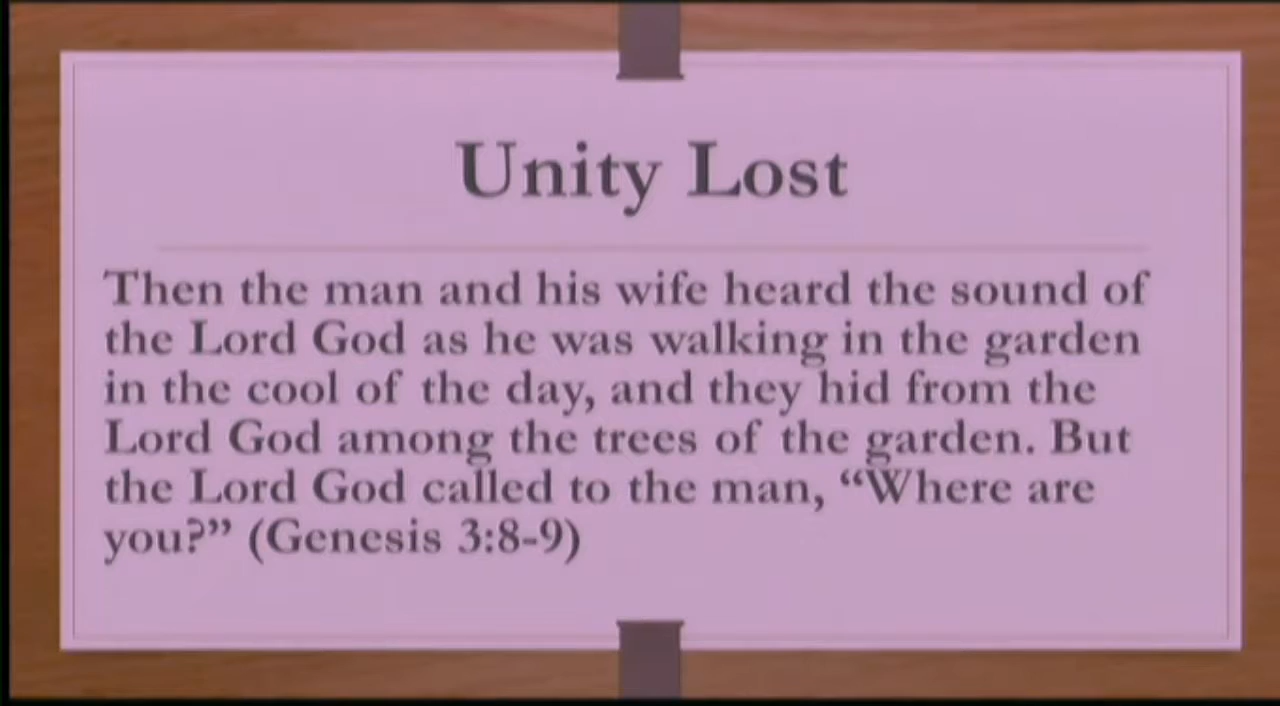 Unity Lost
Then the man and his wife heard the sound of
the Lord God as he was walking in the garden
in the cool of the day, and they hid from the
Lord God among the trees of the garden. But
the Lord God called to the man, “Where are
you?” (Genesis 3:8-9)